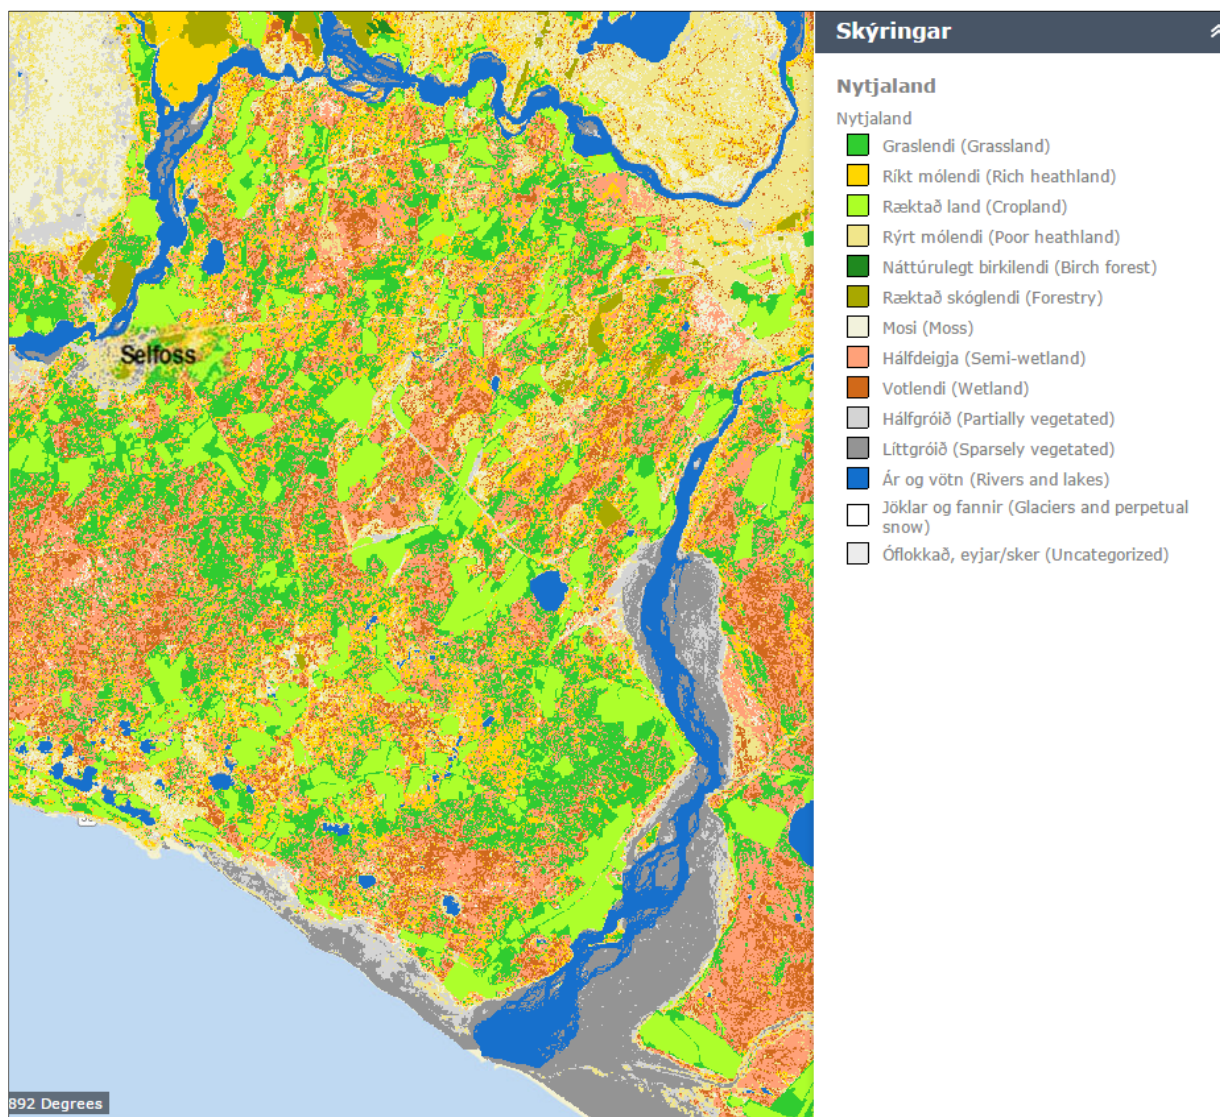 Skýringar
Nytjaland
Nytjaland
Graslendi (Grassland)
Ríkt mólendi (Rich heathland)
Ræktað land (Cropland)
Rýrt mólendi (Poor heathland)
Náttúrulegt birkilendi (Birch forest)
Ræktað skóglendi (Forestry)
Mosi (Moss)
Hálfdeigja (Semi-wetland)
Votlendi (Wetland)
Hálfgróið (Partially vegetated)
Líttgróið (Sparsely vegetated)
Ár og vötn (Rivers and lakes)
Jöklar og fannir (Glaciers and perpetual
snow)
Óflokkað, eyjar/sker (Uncategorized)
Selfoss
892 Degrees